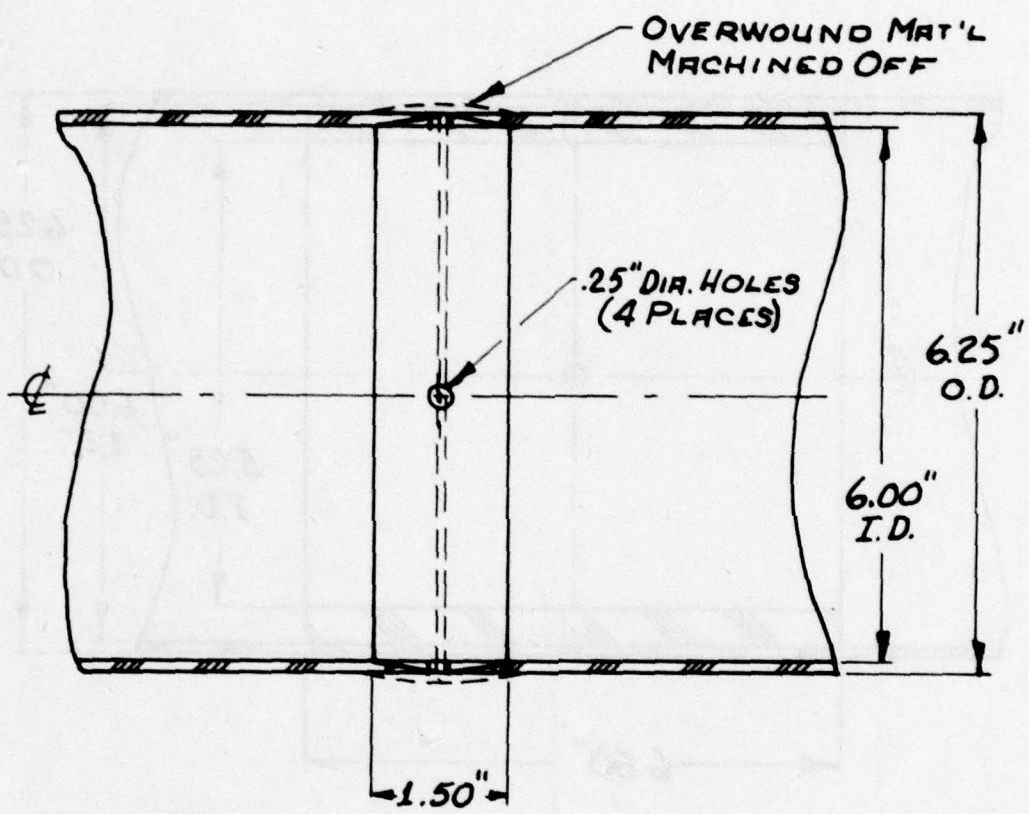 OVERWOUND MAT'L
MACHINED OFF
.25" DIA. HOLES
(4 PLACES)
6.25"
O.D.
6.00"
I.D.
1.50"